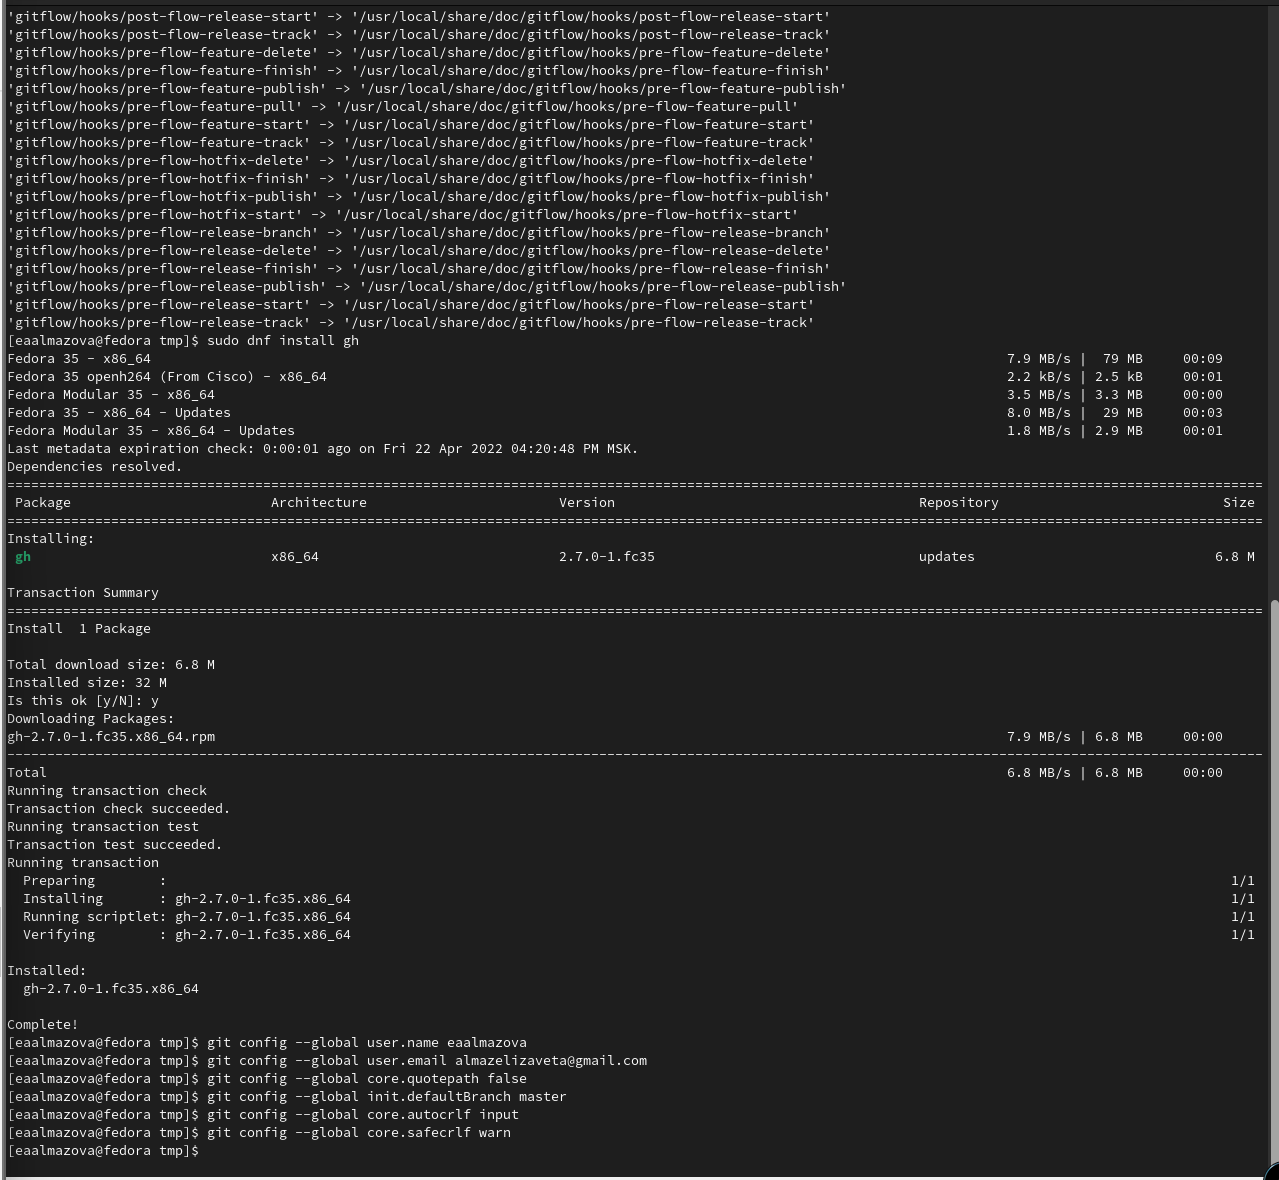 'gitflow/hooks/post-flow-release-start' -> '/usr/local/share/doc/gitflow/hooks/post-flow-release-start'
'gitflow/hooks/post-flow-release-track' -> '/usr/local/share/doc/gitflow/hooks/post-flow-release-track'
'gitflow/hooks/pre-flow-feature-delete' -> '/usr/local/share/doc/gitflow/hooks/pre-flow-feature-delete'
'gitflow/hooks/pre-flow-feature-finish' -> '/usr/local/share/doc/gitflow/hooks/pre-flow-feature-finish'
'gitflow/hooks/pre-flow-feature-publish' -> '/usr/local/share/doc/gitflow/hooks/pre-flow-feature-publish'
'gitflow/hooks/pre-flow-feature-pull' -> '/usr/local/share/doc/gitflow/hooks/pre-flow-feature-pull'
'gitflow/hooks/pre-flow-feature-start' -> '/usr/local/share/doc/gitflow/hooks/pre-flow-feature-start'
'gitflow/hooks/pre-flow-feature-track' -> '/usr/local/share/doc/gitflow/hooks/pre-flow-feature-track'
'gitflow/hooks/pre-flow-hotfix-delete' -> '/usr/local/share/doc/gitflow/hooks/pre-flow-hotfix-delete'
'gitflow/hooks/pre-flow-hotfix-finish' -> '/usr/local/share/doc/gitflow/hooks/pre-flow-hotfix-finish'
'gitflow/hooks/pre-flow-hotfix-publish' -> '/usr/local/share/doc/gitflow/hooks/pre-flow-hotfix-publish'
'gitflow/hooks/pre-flow-hotfix-start' -> '/usr/local/share/doc/gitflow/hooks/pre-flow-hotfix-start'
'gitflow/hooks/pre-flow-release-branch' -> '/usr/local/share/doc/gitflow/hooks/pre-flow-release-branch'
'gitflow/hooks/pre-flow-release-delete' -> '/usr/local/share/doc/gitflow/hooks/pre-flow-release-delete'
'gitflow/hooks/pre-flow-release-finish' -> '/usr/local/share/doc/gitflow/hooks/pre-flow-release-finish'
'gitflow/hooks/pre-flow-release-publish' -> '/usr/local/share/doc/gitflow/hooks/pre-flow-release-publish'
'gitflow/hooks/pre-flow-release-start' -> '/usr/local/share/doc/gitflow/hooks/pre-flow-release-start'
'gitflow/hooks/pre-flow-release-track' -> '/usr/local/share/doc/gitflow/hooks/pre-flow-release-track'
[eaalmazova@fedora tmp]$ sudo dnf install gh
Fedora 35 - x86_64 7.9 MB/s | 79 MB 00:09
Fedora 35 openh264 (From Cisco) - x86_64 2.2 kB/s | 2.5 kB 00:01
Fedora Modular 35 - x86_64 3.5 MB/s | 3.3 MB 00:00
Fedora 35 - x86_64 - Updates 8.0 MB/s | 29 MB 00:03
Fedora Modular 35 - x86_64 - Updates 1.8 MB/s | 2.9 MB 00:01
Last metadata expiration check: 0:00:01 ago on Fri 22 Apr 2022 04:20:48 PM MSK.
Dependencies resolved.
Package Architecture Version Repository Size
Installing:
gh x86_64 2.7.0-1.fc35 updates 6.8 M
Transaction Summary
Install 1 Package
Total download size: 6.8 M
Installed size: 32 M
Is this ok [y/N]: y
Downloading Packages:
gh-2.7.0-1.fc35.x86_64.rpm 7.9 MB/s | 6.8 MB 00:00
Total 6.8 MB/s | 6.8 MB 00:00
Running transaction check
Transaction check succeeded.
Running transaction test
Transaction test succeeded.
Running transaction
Preparing : 1/1
Installing : gh-2.7.0-1.fc35.x86_64 1/1
Running scriptlet: gh-2.7.0-1.fc35.x86_64 1/1
Verifying : gh-2.7.0-1.fc35.x86_64 1/1
Installed:
gh-2.7.0-1.fc35.x86_64
Complete!
[eaalmazova@fedora tmp]$ git config --global user.name eaalmazova
[eaalmazova@fedora tmp]$ git config --global user.email almazelizaveta@gmail.com
[eaalmazova@fedora tmp]$ git config --global core.quotepath false
[eaalmazova@fedora tmp]$ git config --global init.defaultBranch master
[eaalmazova@fedora tmp]$ git config --global core.autocrlf input
[eaalmazova@fedora tmp]$ git config --global core.safecrlf warn
[eaalmazova@fedora tmp]$